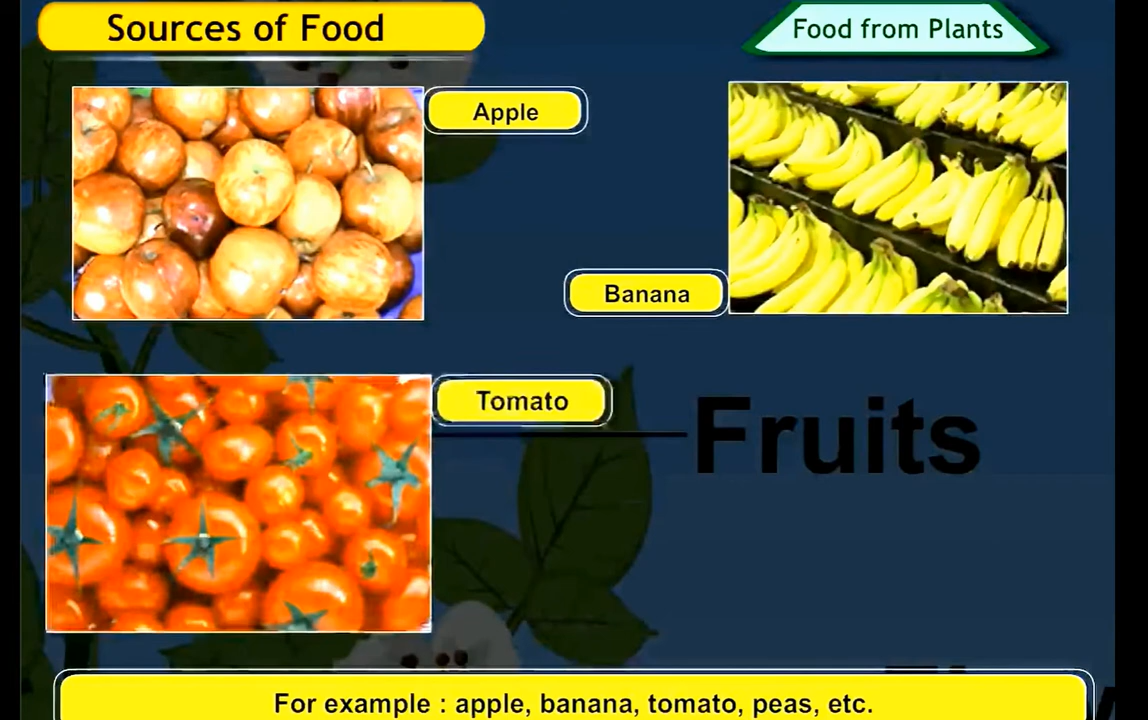 Sources of Food
Food from Plants
Apple
Banana
Tomato
Fruits
For example : apple, banana, tomato, peas, etc.